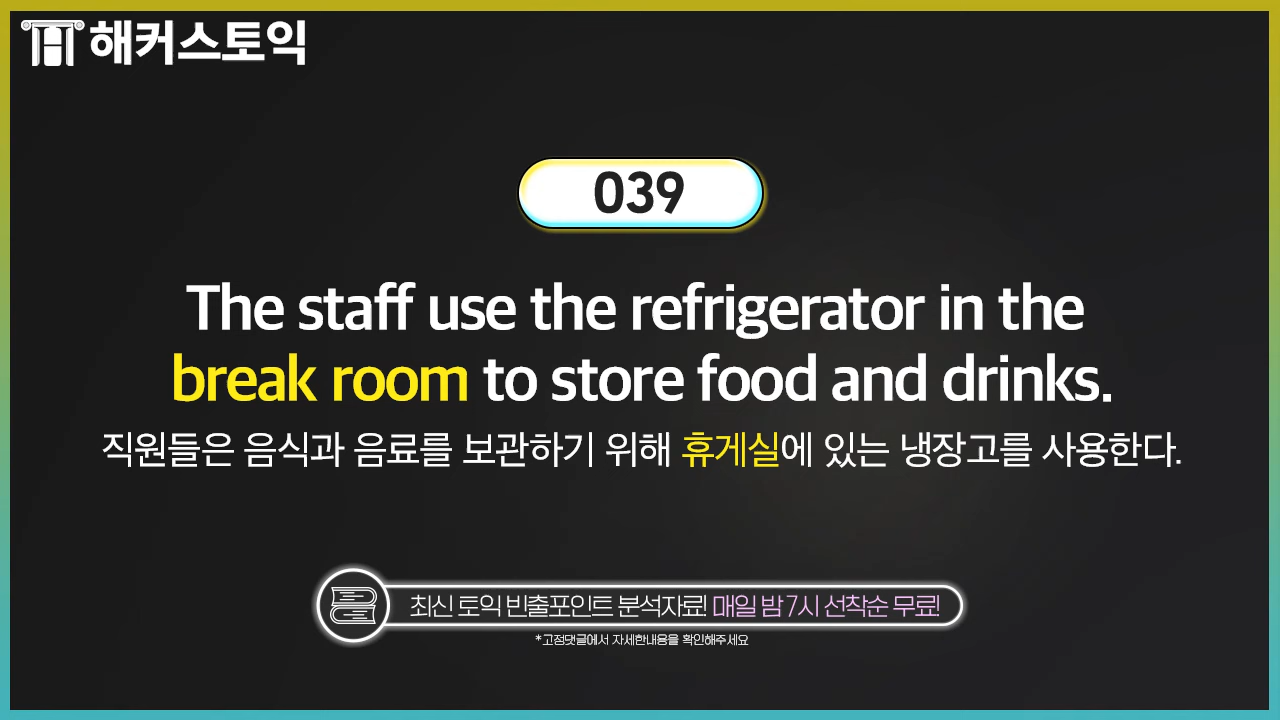 해커스토익
039
The staff use the refrigerator in the
break room to store food and drinks.
직원들은 음식과 음료를 보관하기 위해 휴게실에 있는 냉장고를 사용한다.
최신 토익 빈출포인트 분석자료! 매일 밤 7시 선착순 무료!
*고정댓글에서 자세한내용을 확인해주세요